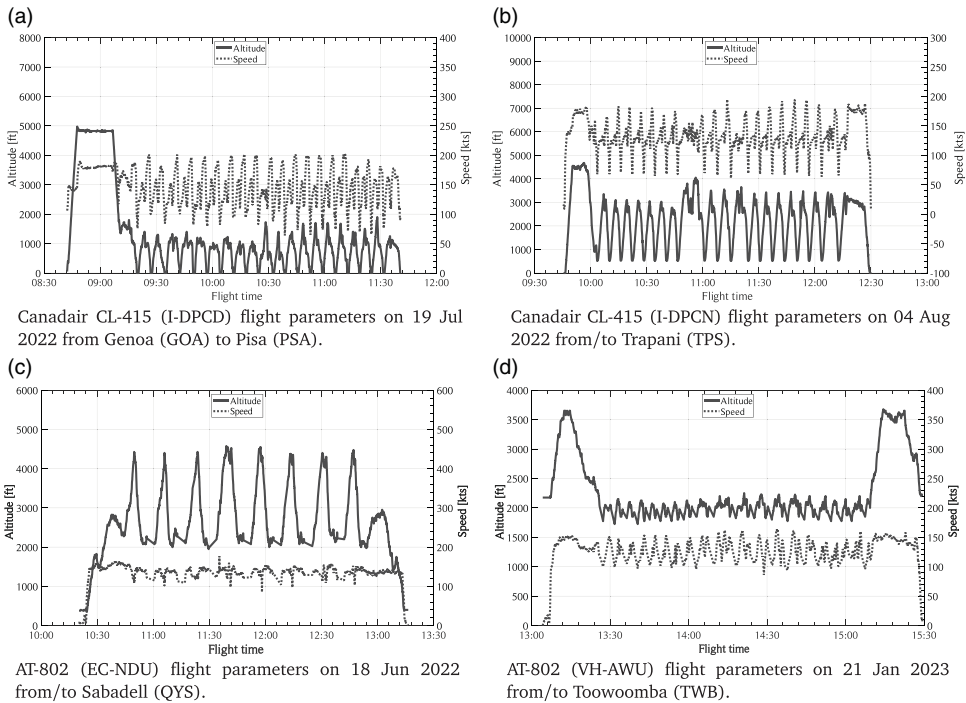 (a)
8000
7000
6000
5000
4000
3000
2000
1000
0
Altitude [ft]
400
350
300
250
200
150
100
50
0
Speed [kts]
Altitude
Speed
08:30 09:00 09:30 10:00 10:30 11:00 11:30 12:00
Flight time
Canadair CL-415 (I-DPCD) flight parameters on 19 Jul
2022 from Genoa (GOA) to Pisa (PSA).
(b)
10000
9000
8000
7000
6000
5000
4000
3000
2000
1000
0
Altitude [ft]
300
250
200
150
100
50
0
-50
-100
Speed [kts]
Altitude
Speed
09:30 10:00 10:30 11:00 11:30 12:00 12:30 13:00
Flight time
Canadair CL-415 (I-DPCN) flight parameters on 04 Aug
2022 from/to Trapani (TPS).
(c)
6000
5000
4000
3000
2000
1000
0
Altitude [ft]
600
500
400
300
200
100
0
Speed [kts]
Altitude
Speed
10:00 10:30 11:00 11:30 12:00 12:30 13:00 13:30
Flight time
AT-802 (EC-NDU) flight parameters on 18 Jun 2022
from/to Sabadell (QYS).
(d)
4000
3500
3000
2500
2000
1500
1000
500
0
Altitude [ft]
400
350
300
250
200
150
100
50
0
Speed [kts]
Altitude
Speed
13:00 13:30 14:00 14:30 15:00 15:30
Flight time
AT-802 (VH-AWU) flight parameters on 21 Jan 2023
from/to Toowoomba (TWB).